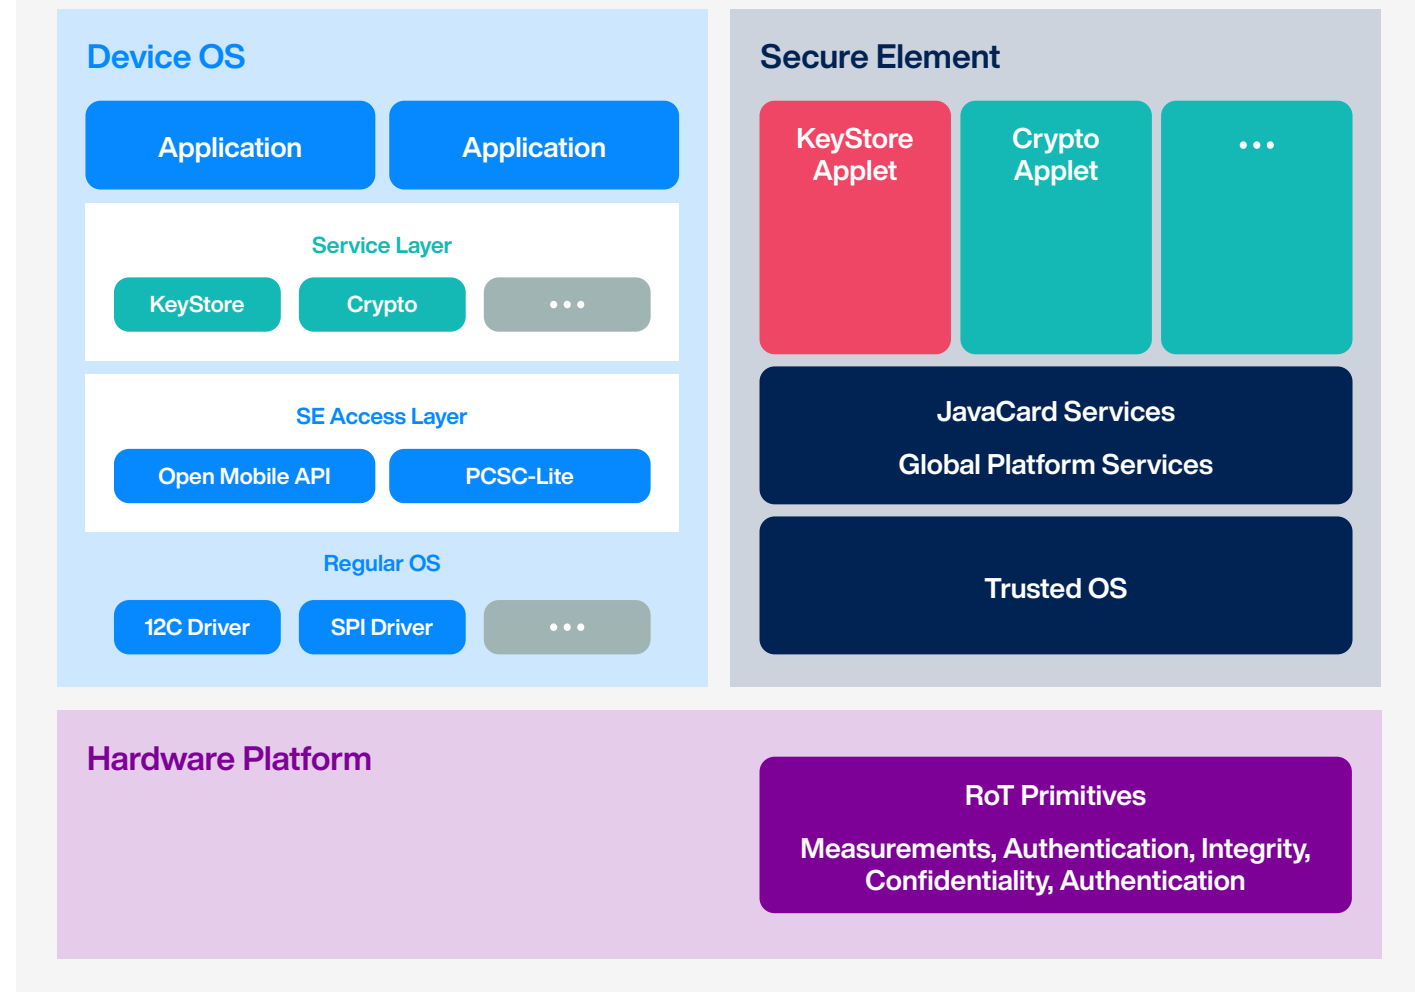 Device OS
Application
Application
Service Layer
KeyStore
Crypto
...
SE Access Layer
Open Mobile API
PCSC-Lite
Regular OS
12C Driver
SPI Driver
...
Secure Element
KeyStore
Applet
Crypto
Applet
...
JavaCard Services
Global Platform Services
Trusted OS
Hardware Platform
RoT Primitives
Measurements, Authentication, Integrity,
Confidentiality, Authentication